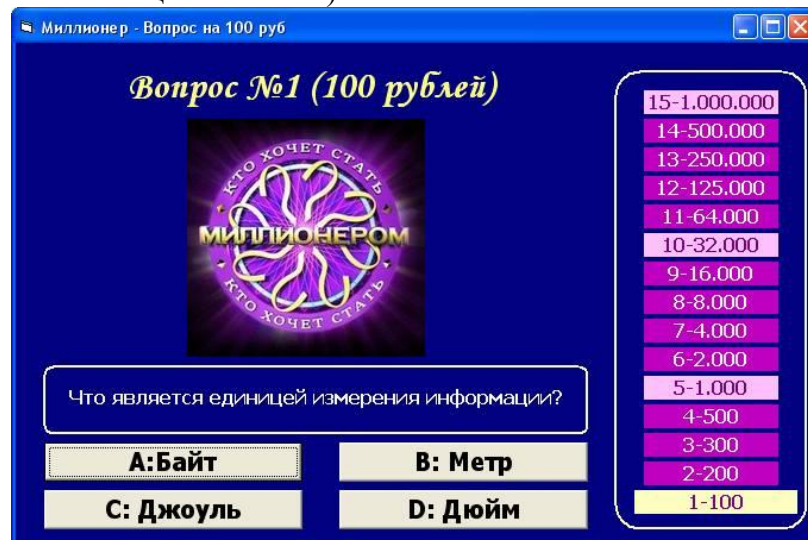 Миллионер - Вопрос на 100 руб
Вопрос №1 (100 рублей)
КТО ХОЧЕТ СТАТЬ
МИЛЛИОНЕРОМ
КТО ХОЧЕТ СТАТЬ
Что является единицей измерения информации?
A:Байт
B: Метр
C: Джоуль
D: Дюйм
15-1.000.000
14-500.000
13-250.000
12-125.000
11-64.000
10-32.000
9-16.000
8-8.000
7-4.000
6-2.000
5-1.000
4-500
3-300
2-200
1-100